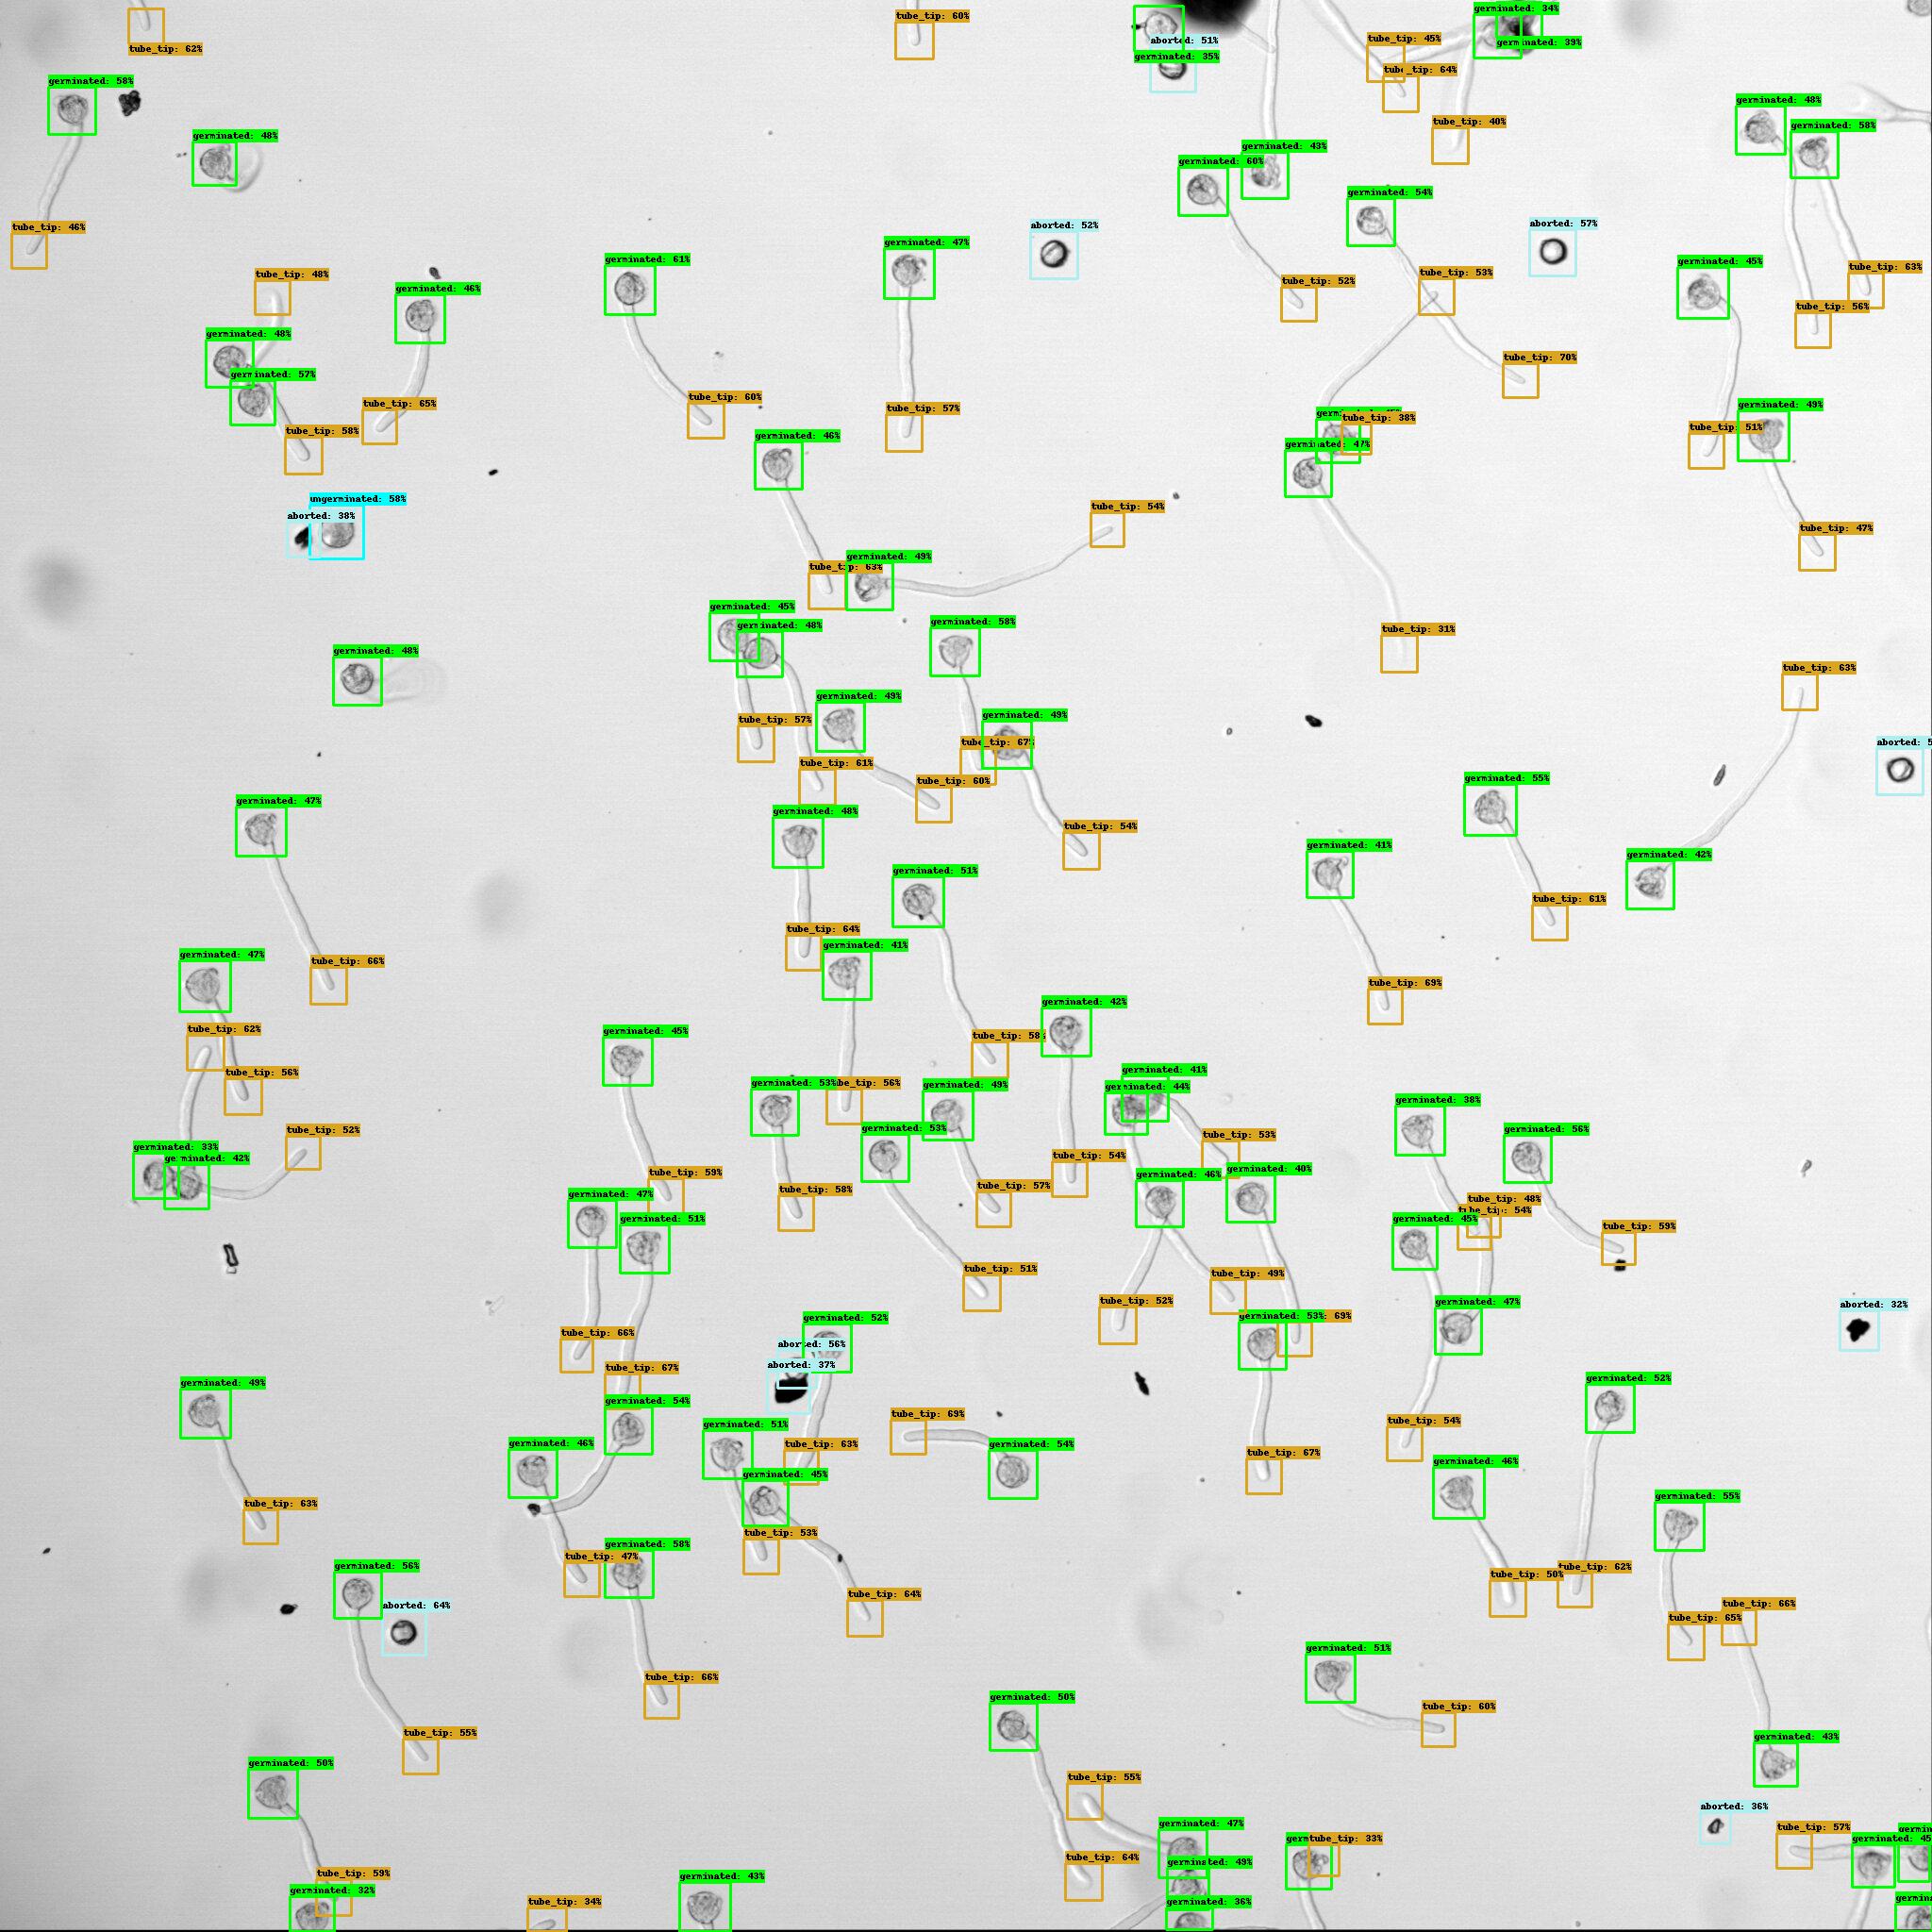 germinated: 34%
tube_tip: 60%
tube_tip: 62%
aborted: 51%
tube_tip: 45%
germinated: 39%
germinated: 35%
tube_tip: 64%
germinated: 58%
germinated: 48%
tube_tip: 40%
germinated: 58%
germinated: 48%
germinated: 43%
germinated: 60%
germinated: 54%
tube_tip: 46%
aborted: 52%
aborted: 57%
germinated: 47%
germinated: 61%
germinated: 45%
tube_tip: 63%
tube_tip: 48%
tube_tip: 53%
tube_tip: 52%
germinated: 46%
tube_tip: 56%
germinated: 48%
tube_tip: 70%
germinated: 57%
tube_tip: 60%
tube_tip: 65%
tube_tip: 57%
germinated: 49%
tube_tip: 38%
tube_tip: 51%
tube_tip: 58%
germinated: 46%
germinated: 47%
ungerminated: 58%
tube_tip: 54%
aborted: 38%
tube_tip: 47%
germinated: 49%
tube_tip: 63%
germinated: 45%
germinated: 58%
germinated: 48%
tube_tip: 31%
germinated: 48%
tube_tip: 63%
germinated: 49%
germinated: 49%
tube_tip: 57%
tube_tip: 67%
aborted:
tube_tip: 61%
germinated: 55%
tube_tip: 60%
germinated: 47%
germinated: 48%
tube_tip: 54%
germinated: 41%
germinated: 42%
germinated: 51%
tube_tip: 61%
tube_tip: 64%
germinated: 41%
germinated: 47%
tube_tip: 66%
tube_tip: 69%
germinated: 42%
tube_tip: 62%
germinated: 45%
tube_tip: 58%
germinated: 41%
tube_tip: 56%
germinated: 53%
tube_tip: 56%
germinated: 49%
germinated: 44%
germinated: 38%
tube_tip: 52%
germinated: 53%
germinated: 56%
tube_tip: 53%
germinated: 33%
germinated: 42%
tube_tip: 54%
germinated: 40%
tube_tip: 59%
germinated: 46%
tube_tip: 58%
tube_tip: 57%
germinated: 47%
tube_tip: 48%
tube_tip: 54%
germinated: 51%
germinated: 45%
tube_tip: 59%
tube_tip: 51%
tube_tip: 49%
tube_tip: 52%
germinated: 47%
aborted: 32%
germinated: 52%
germinated: 53%
69%
tube_tip: 66%
aborted: 56%
aborted: 37%
tube_tip: 67%
germinated: 49%
germinated: 52%
germinated: 54%
tube_tip: 69%
germinated: 51%
tube_tip: 54%
germinated: 46%
tube_tip: 63%
germinated: 54%
tube_tip: 67%
germinated: 46%
germinated: 45%
germinated: 55%
tube_tip: 63%
tube_tip: 53%
germinated: 58%
tube_tip: 47%
germinated: 56%
tube_tip: 62%
tube_tip: 50%
tube_tip: 64%
aborted: 64%
tube_tip: 66%
tube_tip: 65%
germinated: 51%
tube_tip: 66%
germinated: 50%
tube_tip: 60%
tube_tip: 55%
germinated: 43%
germinated: 50%
tube_tip: 55%
aborted: 36%
germinated: 47%
tube_tip: 57%
tube_tip: 33%
tube_tip: 64%
germinated: 49%
tube_tip: 59%
germinated: 43%
germinated: 32%
tube_tip: 34%
germinated: 36%